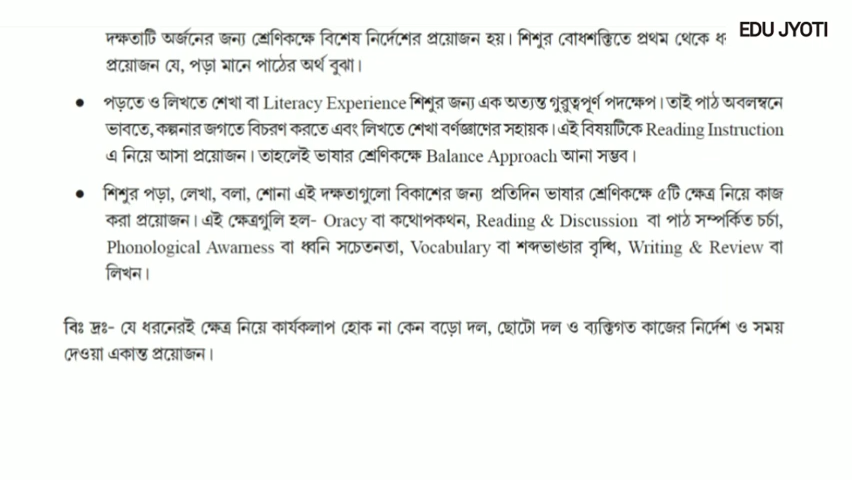 EDU JYOTI
দক্ষতাটি অর্জনের জন্য শ্রেণিকক্ষে বিশেষ নির্দেশের প্রয়োজন হয়। শিশুর বোধশক্তিতে প্রথম থেকে
প্রয়োজন যে, পড়া মানে পাঠের অর্থ বুঝা।
● পড়তে ও লিখতে শেখা বা Literacy Experience শিশুর জন্য এক অত্যন্ত গুরুত্বপূর্ণ পদক্ষেপ। তাই পাঠ অবলম্বনে
ভাবতে, কল্পনার জগতে বিচরণ করতে এবং লিখতে শেখা বর্ণজ্ঞাণের সহায়ক। এই বিষয়টিকে Reading Instruction
এ নিয়ে আসা প্রয়োজন। তাহলেই ভাষার শ্রেণিকক্ষে Balance Approach আনা সম্ভব।
● শিশুর পড়া, লেখা, বলা, শোনা এই দক্ষতাগুলো বিকাশের জন্য প্রতিদিন ভাষার শ্রেণিকক্ষে ৫টি ক্ষেত্র নিয়ে কাজ
করা প্রয়োজন। এই ক্ষেত্রগুলি হল- Oracy বা কথোপকথন, Reading & Discussion বা পাঠ সম্পর্কিত চর্চা,
Phonological Awarness বা ধ্বনি সচেতনতা, Vocabulary বা শব্দভাণ্ডার বৃদ্ধি, Writing & Review বা
লিখন।
বিঃ দ্রঃ- যে ধরনেরই ক্ষেত্র নিয়ে কার্যকলাপ হোক না কেন বড়ো দল, ছোটো দল ও ব্যক্তিগত কাজের নির্দেশ ও সময়
দেওয়া একান্ত প্রয়োজন।